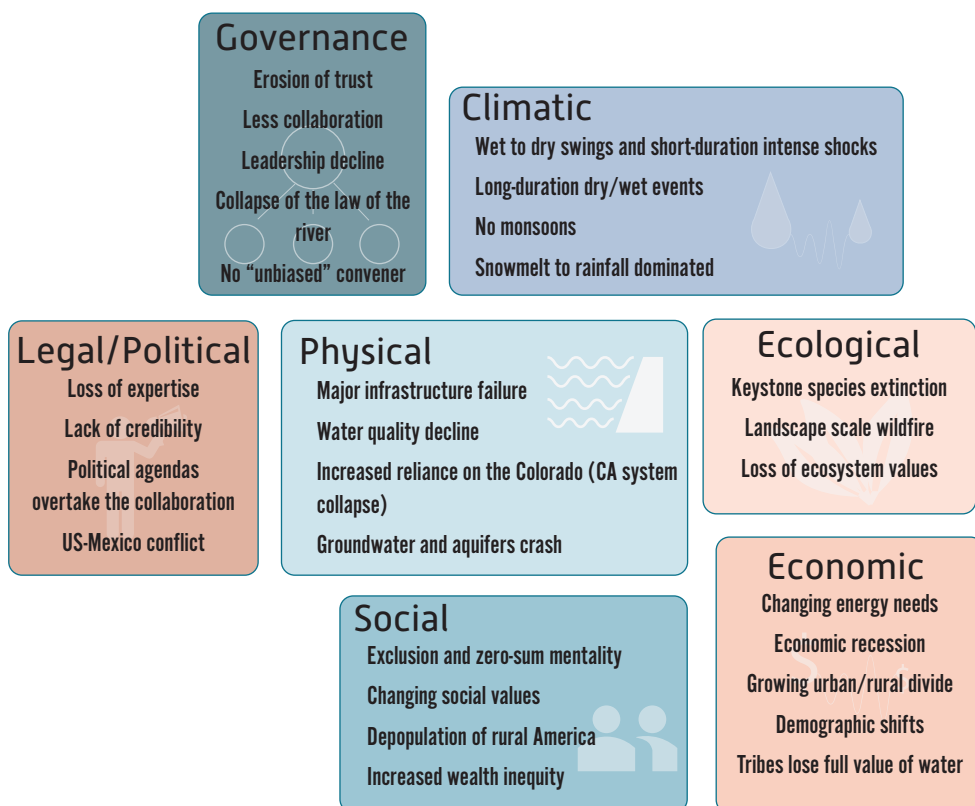 Governance
Erosion of trust
Less collaboration
Leadership decline
Collapse of the law of the
river
No “unbiased” convener
Climatic
Wet to dry swings and short-duration intense shocks
Long-duration dry/wet events
No monsoons
Snowmelt to rainfall dominated
Legal/Political
Loss of expertise
Lack of credibility
Political agendas
overtake the collaboration
US-Mexico conflict
Physical
Major infrastructure failure
Water quality decline
Increased reliance on the Colorado (CA system
collapse)
Groundwater and aquifers crash
Ecological
Keystone species extinction
Landscape scale wildfire
Loss of ecosystem values
Social
Exclusion and zero-sum mentality
Changing social values
Depopulation of rural America
Increased wealth inequity
Economic
Changing energy needs
Economic recession
Growing urban/rural divide
Demographic shifts
Tribes lose full value of water